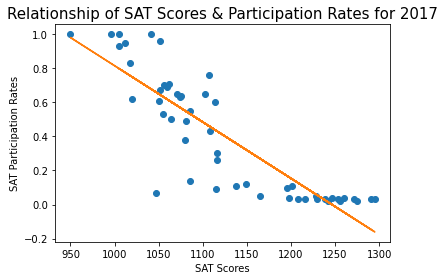 Relationship of SAT Scores & Participation Rates for 2017
SAT Participation Rates
1.0
0.8
0.6
0.4
0.2
0.0
−0.2
950 1000 1050 1100 1150 1200 1250 1300
SAT Scores